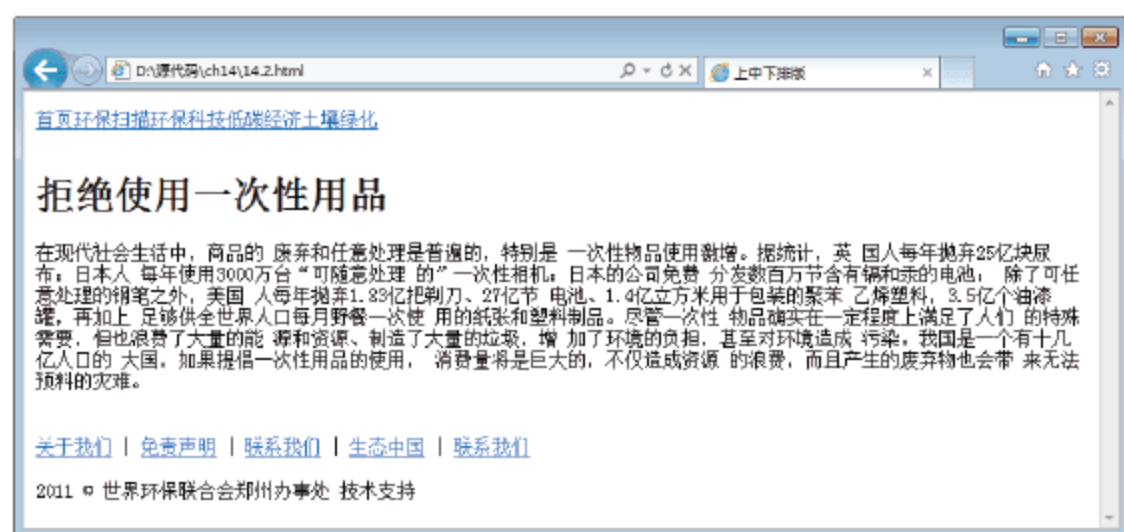 D:\源代码\ch14\14.2.html
上中下排版
首页环保扫描环保科技低碳经济土壤绿化
拒绝使用一次性用品
在现代社会生活中，商品的 废弃和任意处理是普遍的，特别是 一次性物品使用激增。据统计，英 国人每年抛弃25亿块尿
布；日本人 每年使用3000万台“可随意处理 的”一次性相机；日本的公司免费 分发数百万节含有镉和汞的电池； 除了可任
意处理的钢笔之外，美国 人每年抛弃1.83亿把剃刀、27亿节 电池、1.4亿立方米用于包装的聚苯 乙烯塑料，3.5亿个油漆
罐，再加上 足够供全世界人口每月野餐一次使 用的纸张和塑料制品。尽管一次性 物品确实在一定程度上满足了人们 的特殊
需要，但也浪费了大量的能 源和资源、制造了大量的垃圾，增 加了环境的负担，甚至对环境造成 污染。我国是一个有十几
亿人口的 大国，如果提倡一次性用品的使用， 消费量将是巨大的，不仅造成资源 的浪费，而且产生的废弃物也会带 来无法
预料的灾难。
关于我们 | 免责声明 | 联系我们 | 生态中国 | 联系我们
2011 © 世界环保联合会郑州办事处 技术支持